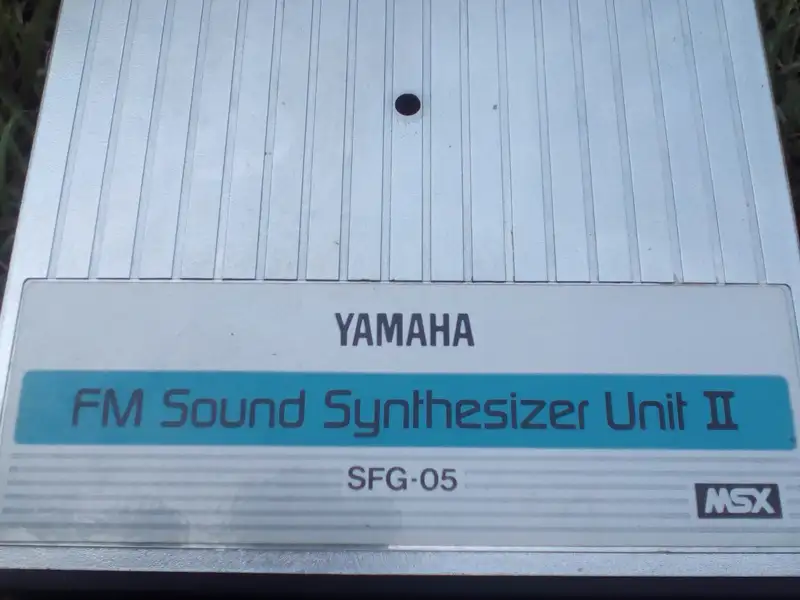 YAMAHA
FM Sound Synthesizer Unit II
SFG-05
MSX